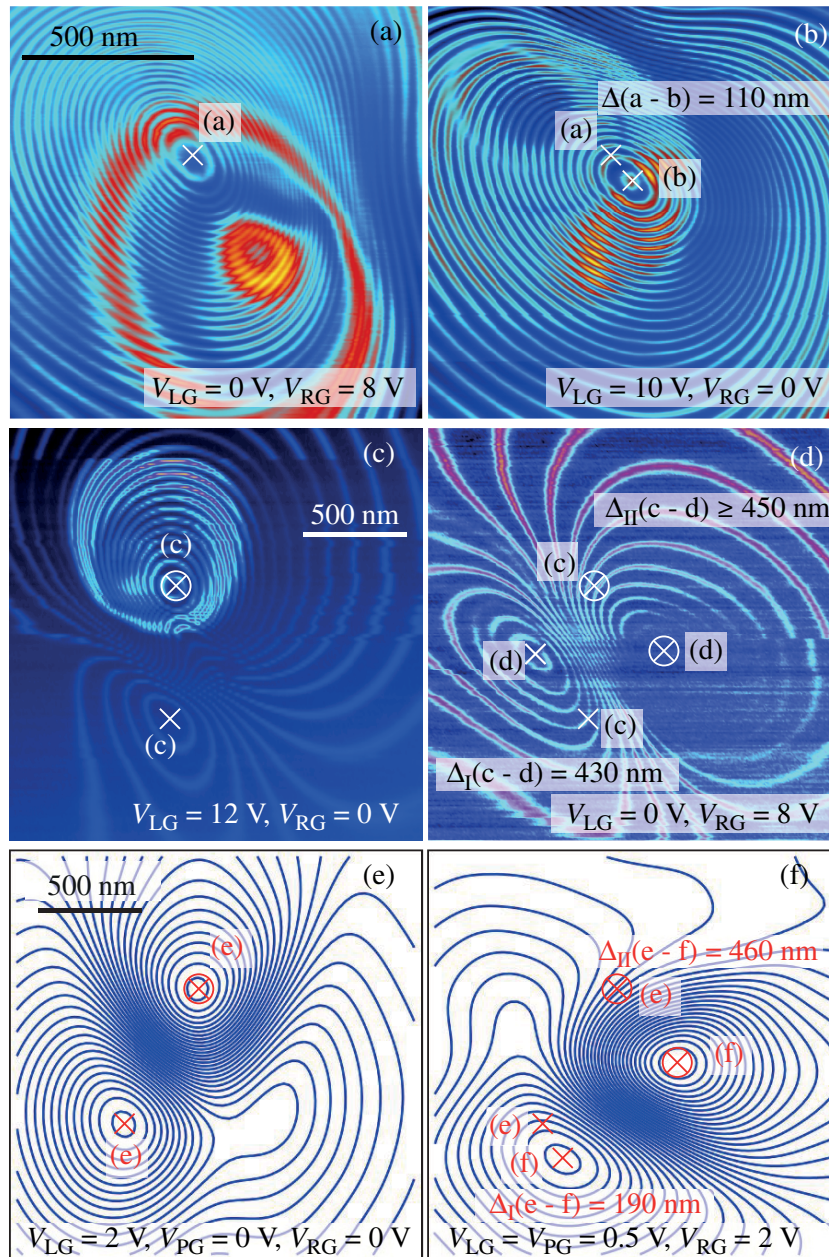 500 nm
(a)
(a)
V_LG = 0 V, V_RG = 8 V
(b)
Δ(a - b) = 110 nm
(a)
(b)
V_LG = 10 V, V_RG = 0 V
(c)
500 nm
(c)
(c)
V_LG = 12 V, V_RG = 0 V
(d)
Δ_II(c - d) ≥ 450 nm
(c)
(d)
(d)
(c)
Δ_I(c - d) = 430 nm
V_LG = 0 V, V_RG = 8 V
(e)
500 nm
(e)
(e)
V_LG = 2 V, V_PG = 0 V, V_RG = 0 V
(f)
Δ_II(e - f) = 460 nm
(e)
(f)
(e)
(f)
Δ_I(e - f) = 190 nm
V_LG = V_PG = 0.5 V, V_RG = 2 V